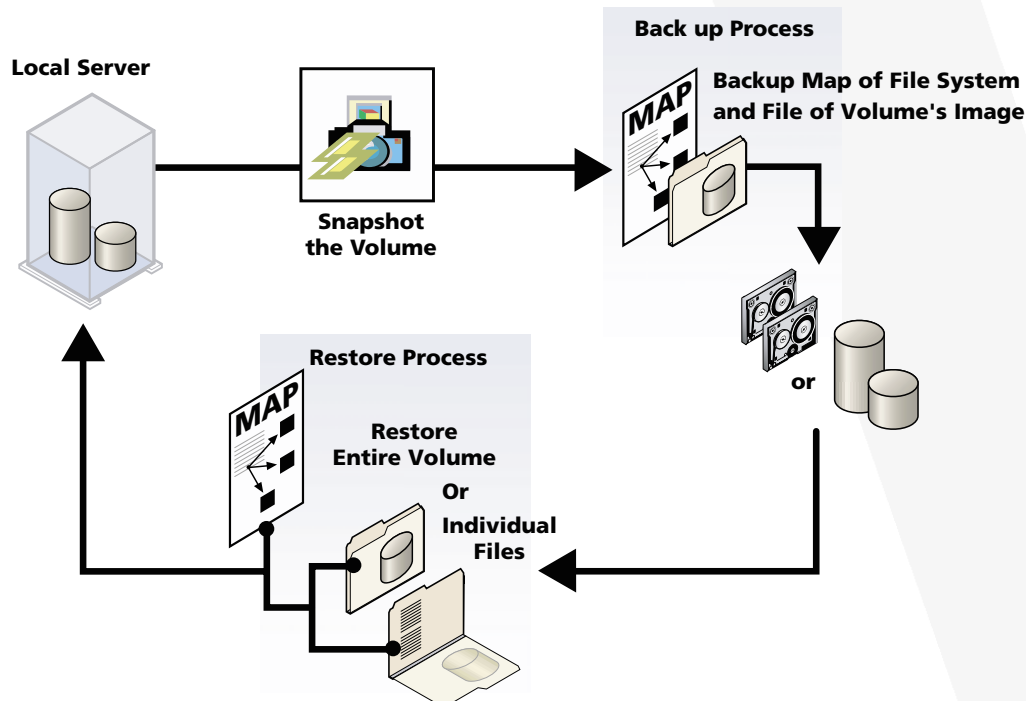 Back up Process
Local Server
Backup Map of File System
and File of Volume's Image
MAP
Snapshot
the Volume
or
Restore Process
MAP
Restore
Entire Volume
Or
Individual
Files